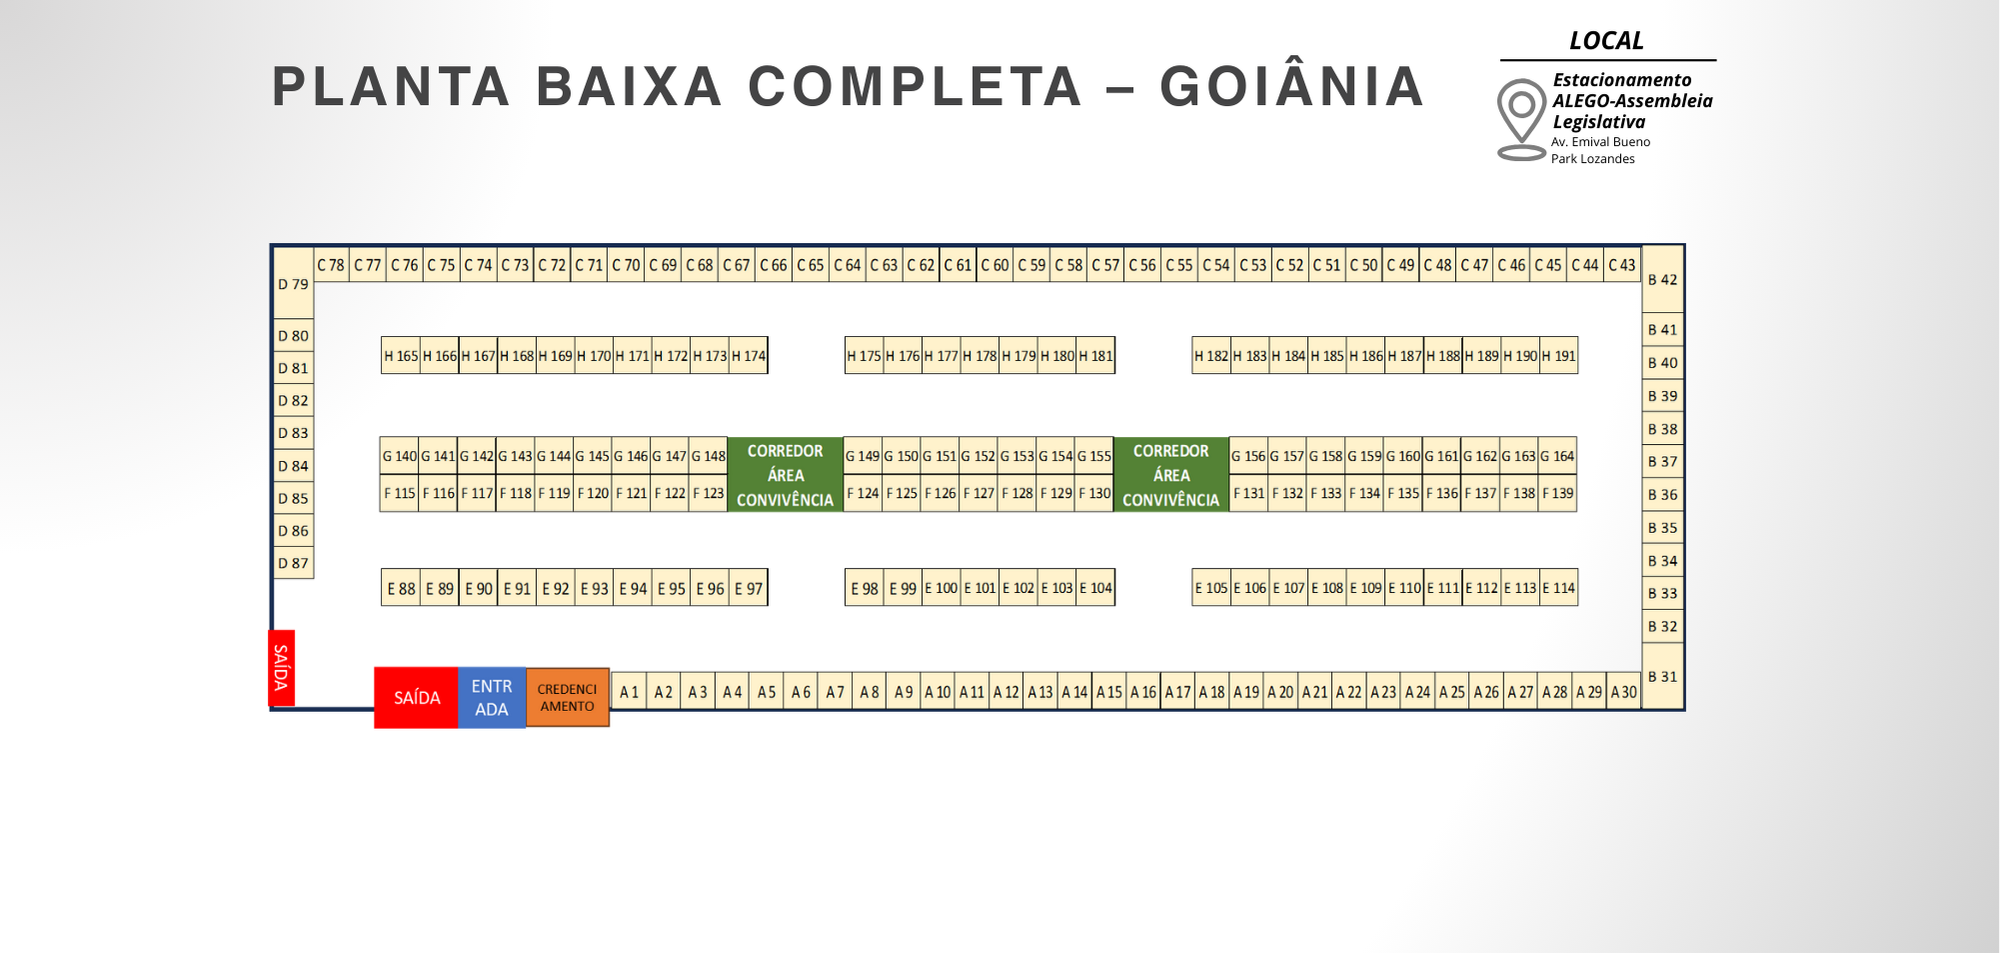 LOCAL
PLANTA BAIXA COMPLETA – GOIÂNIA
Estacionamento
ALEGO-Assembleia
Legislativa
Av. Emival Bueno
Park Lozandes
C 78 C 77 C 76 C 75 C 74 C 73 C 72 C 71 C 70 C 69 C 68 C 67 C 66 C 65 C 64 C 63 C 62 C 61 C 60 C 59 C 58 C 57 C 56 C 55 C 54 C 53 C 52 C 51 C 50 C 49 C 48 C 47 C 46 C 45 C 44 C 43
D 79
D 80
D 81
D 82
D 83
D 84
D 85
D 86
D 87
B 42
B 41
B 40
B 39
B 38
B 37
B 36
B 35
B 34
B 33
B 32
B 31
H 165 H 166 H 167 H 168 H 169 H 170 H 171 H 172 H 173 H 174 H 175 H 176 H 177 H 178 H 179 H 180 H 181 H 182 H 183 H 184 H 185 H 186 H 187 H 188 H 189 H 190 H 191
G 140 G 141 G 142 G 143 G 144 G 145 G 146 G 147 G 148
F 115 F 116 F 117 F 118 F 119 F 120 F 121 F 122 F 123
CORREDOR
ÁREA
CONVIVÊNCIA
G 149 G 150 G 151 G 152 G 153 G 154 G 155
F 124 F 125 F 126 F 127 F 128 F 129 F 130
CORREDOR
ÁREA
CONVIVÊNCIA
G 156 G 157 G 158 G 159 G 160 G 161 G 162 G 163 G 164
F 131 F 132 F 133 F 134 F 135 F 136 F 137 F 138 F 139
E 88 E 89 E 90 E 91 E 92 E 93 E 94 E 95 E 96 E 97 E 98 E 99 E 100 E 101 E 102 E 103 E 104 E 105 E 106 E 107 E 108 E 109 E 110 E 111 E 112 E 113 E 114
SAÍDA
SAÍDA
ENTR
ADA
CREDENCI
AMENTO
A 1 A 2 A 3 A 4 A 5 A 6 A 7 A 8 A 9 A 10 A 11 A 12 A 13 A 14 A 15 A 16 A 17 A 18 A 19 A 20 A 21 A 22 A 23 A 24 A 25 A 26 A 27 A 28 A 29 A 30